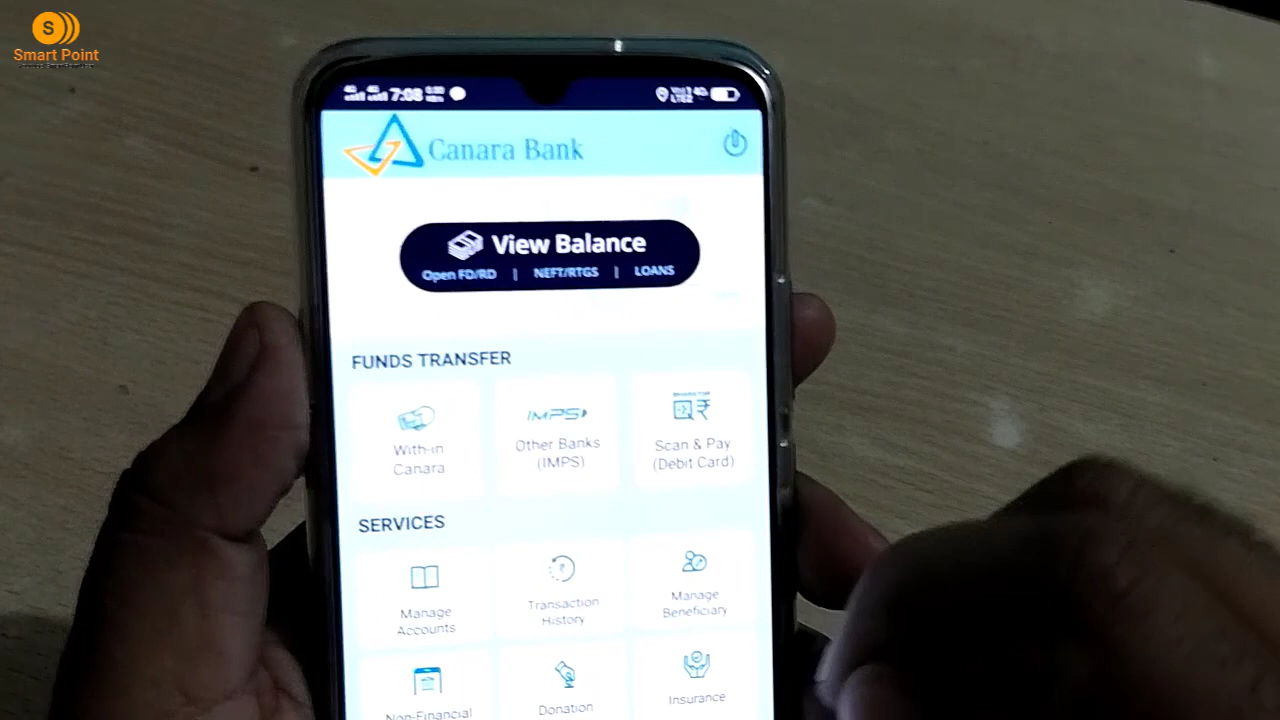 S
Smart Point
7:08
Canara Bank
View Balance
Open FD/RD | NEFT/RTGS | LOANS
FUNDS TRANSFER
With-in
Canara
IMPS
Other Banks
(IMPS)
₹
Scan & Pay
(Debit Card)
SERVICES
Manage
Accounts
₹
Transaction
History
Manage
Beneficiary
Non-Financial
Donation
Insurance